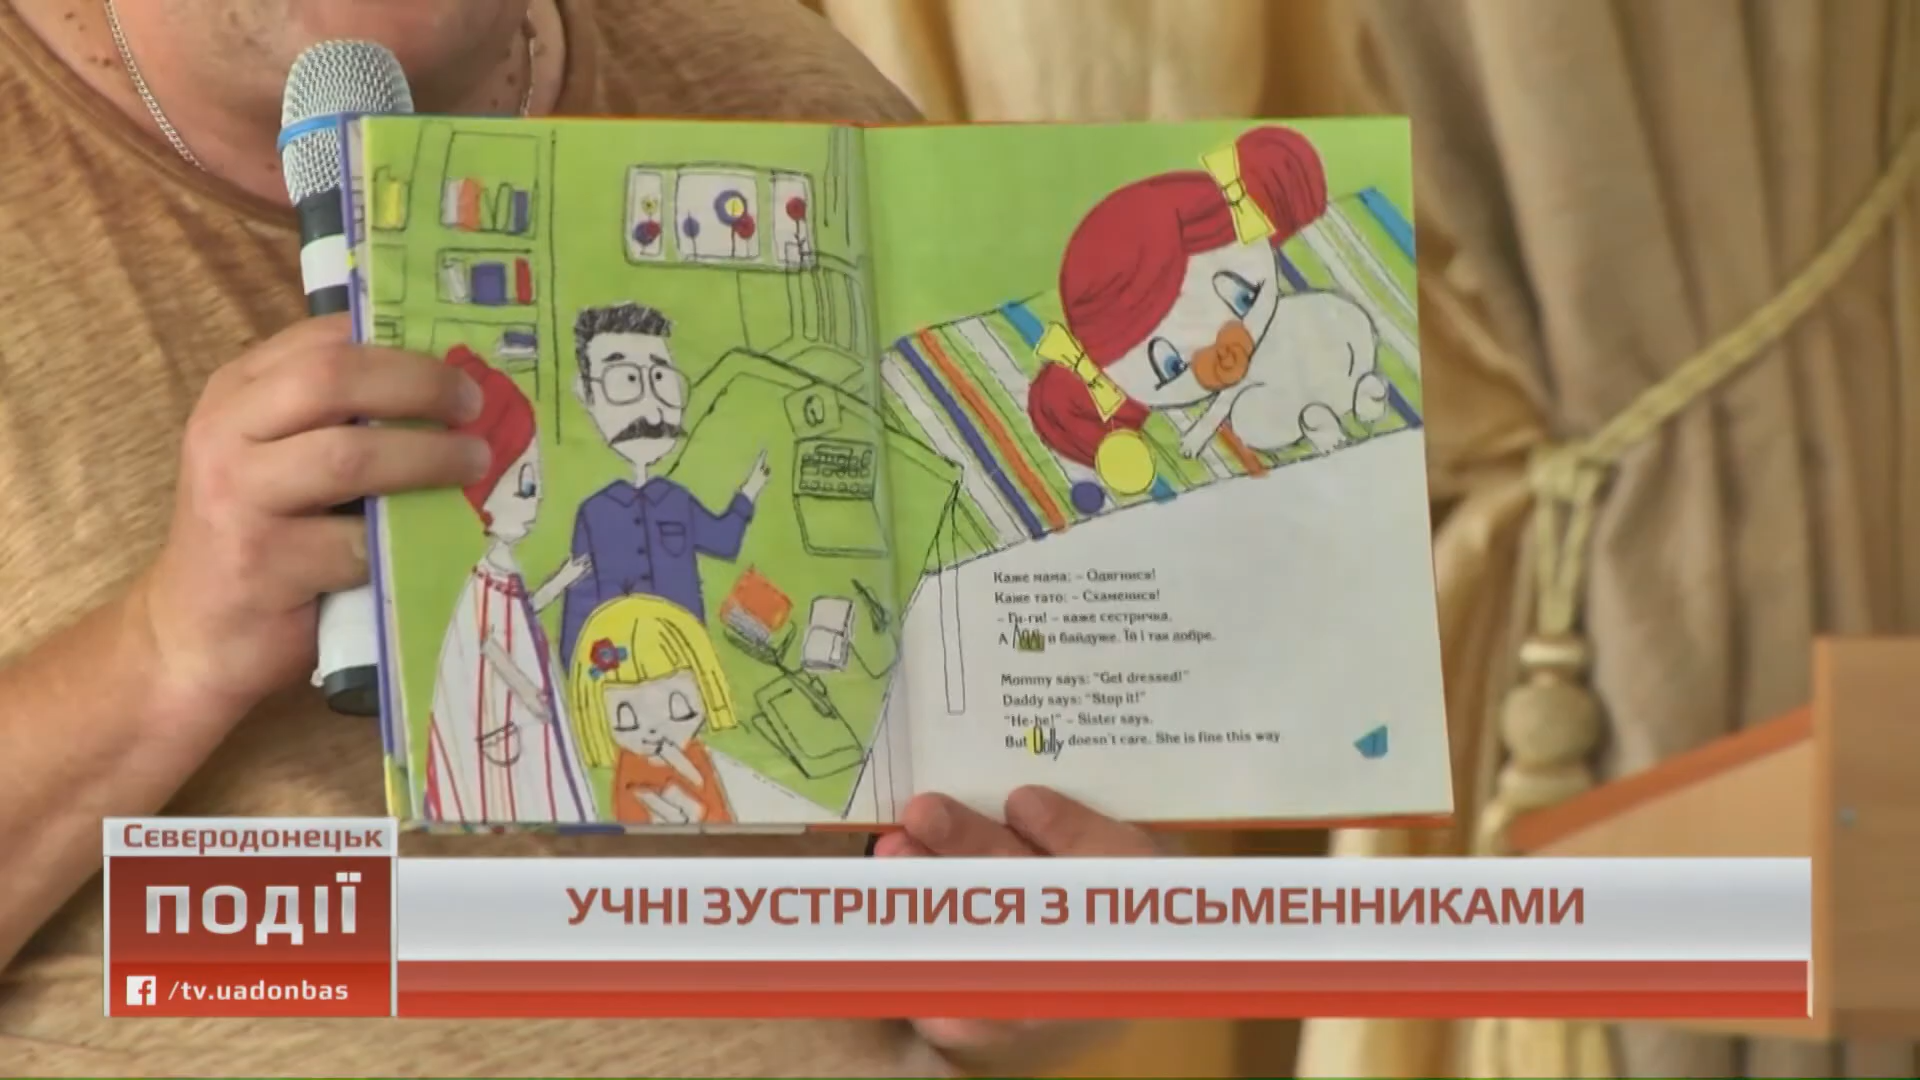 Каже мама: – Одягнися!
Каже тато: – Схаменися!
– Ги-ги! – каже сестричка.
А Лялі й байдуже. Їй і так добре.
Mommy says: "Get dressed!"
Daddy says: "Stop it!"
"He-he!" – Sister says.
But Dolly doesn't care. She is fine this way.
Сєвєродонецьк
ПОДІЇ
/tv.uadonbas
УЧНІ ЗУСТРІЛИСЯ З ПИСЬМЕННИКАМИ